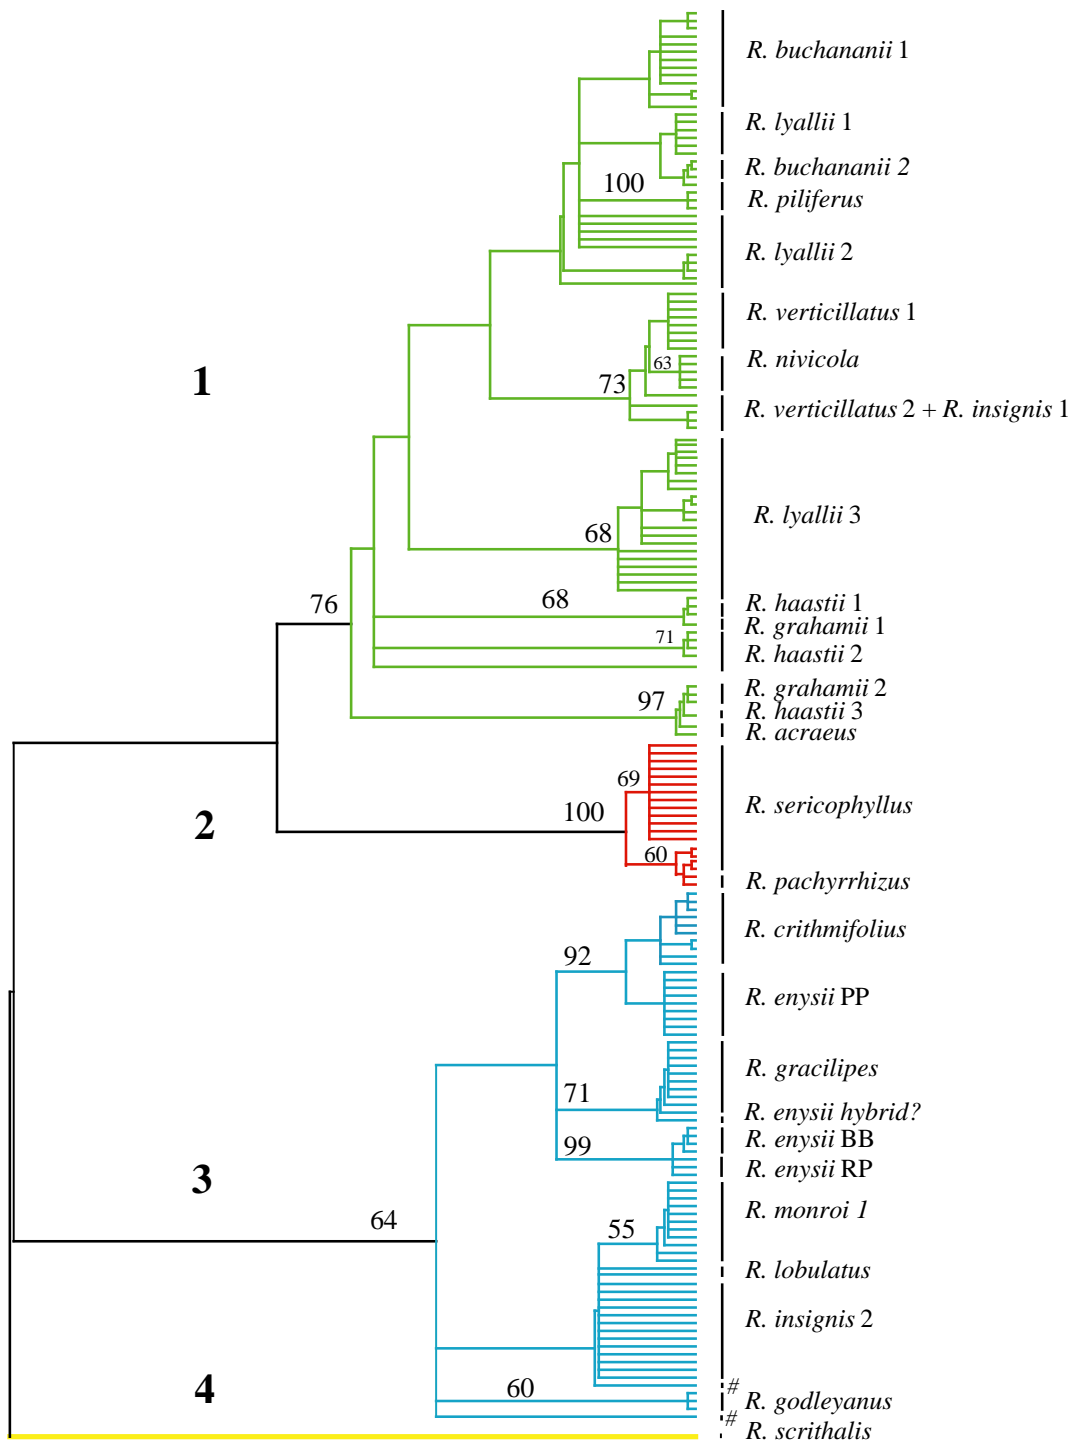 R. buchananii 1
R. lyallii 1
R. buchananii 2
100
R. piliferus
R. lyallii 2
R. verticillatus 1
63
R. nivicola
1
73
R. verticillatus 2 + R. insignis 1
R. lyallii 3
68
76
68
R. haastii 1
R. grahamii 1
71
R. haastii 2
97
R. grahamii 2
R. haastii 3
R. acraeus
69
R. sericophyllus
100
2
60
R. pachyrrhizus
R. crithmifolius
92
R. enysii PP
R. gracilipes
71
R. enysii hybrid?
99
R. enysii BB
R. enysii RP
3
R. monroi 1
64
55
R. lobulatus
R. insignis 2
4
60
#
R. godleyanus
#
R. scrithalis